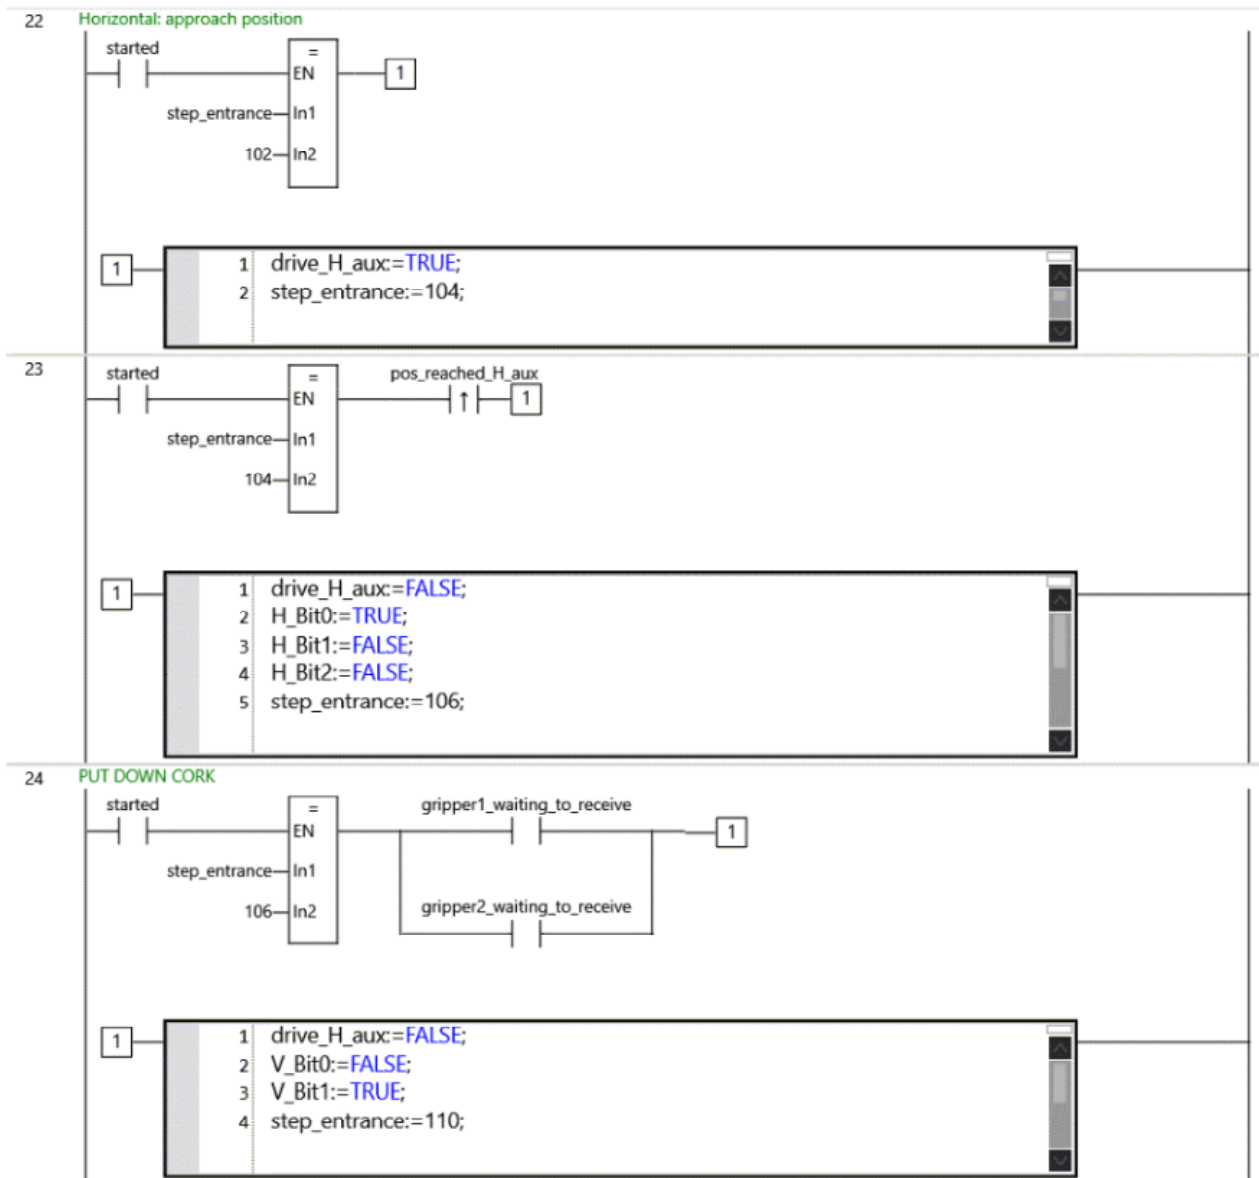 22 Horizontal: approach position
started
=
EN 1
step_entrance In1
102 In2
1 1 drive_H_aux:=TRUE;
2 step_entrance:=104;
23 started = pos_reached_H_aux
EN ↑ 1
step_entrance In1
104 In2
1 1 drive_H_aux:=FALSE;
2 H_Bit0:=TRUE;
3 H_Bit1:=FALSE;
4 H_Bit2:=FALSE;
5 step_entrance:=106;
24 PUT DOWN CORK
started = gripper1_waiting_to_receive
EN 1
step_entrance In1
106 In2 gripper2_waiting_to_receive
1 1 drive_H_aux:=FALSE;
2 V_Bit0:=FALSE;
3 V_Bit1:=TRUE;
4 step_entrance:=110;